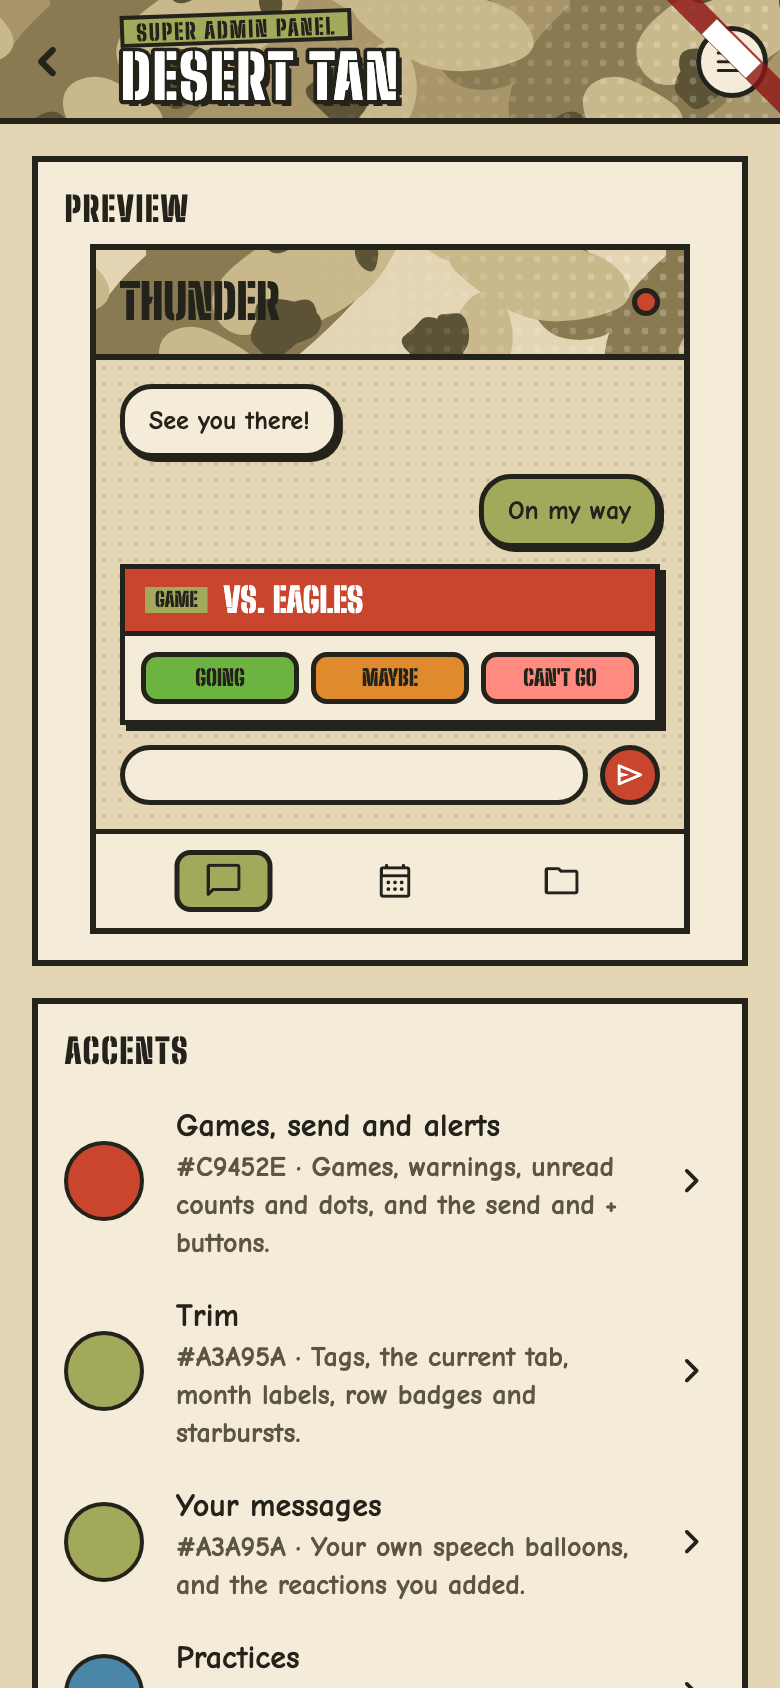 SUPER ADMIN PANEL
DESERT TAN
PREVIEW
THUNDER
See you there!
On my way
GAME VS. EAGLES
GOING MAYBE CAN'T GO
ACCENTS
Games, send and alerts
#C9452E · Games, warnings, unread
counts and dots, and the send and +
buttons.
Trim
#A3A95A · Tags, the current tab,
month labels, row badges and
starbursts.
Your messages
#A3A95A · Your own speech balloons,
and the reactions you added.
Practices